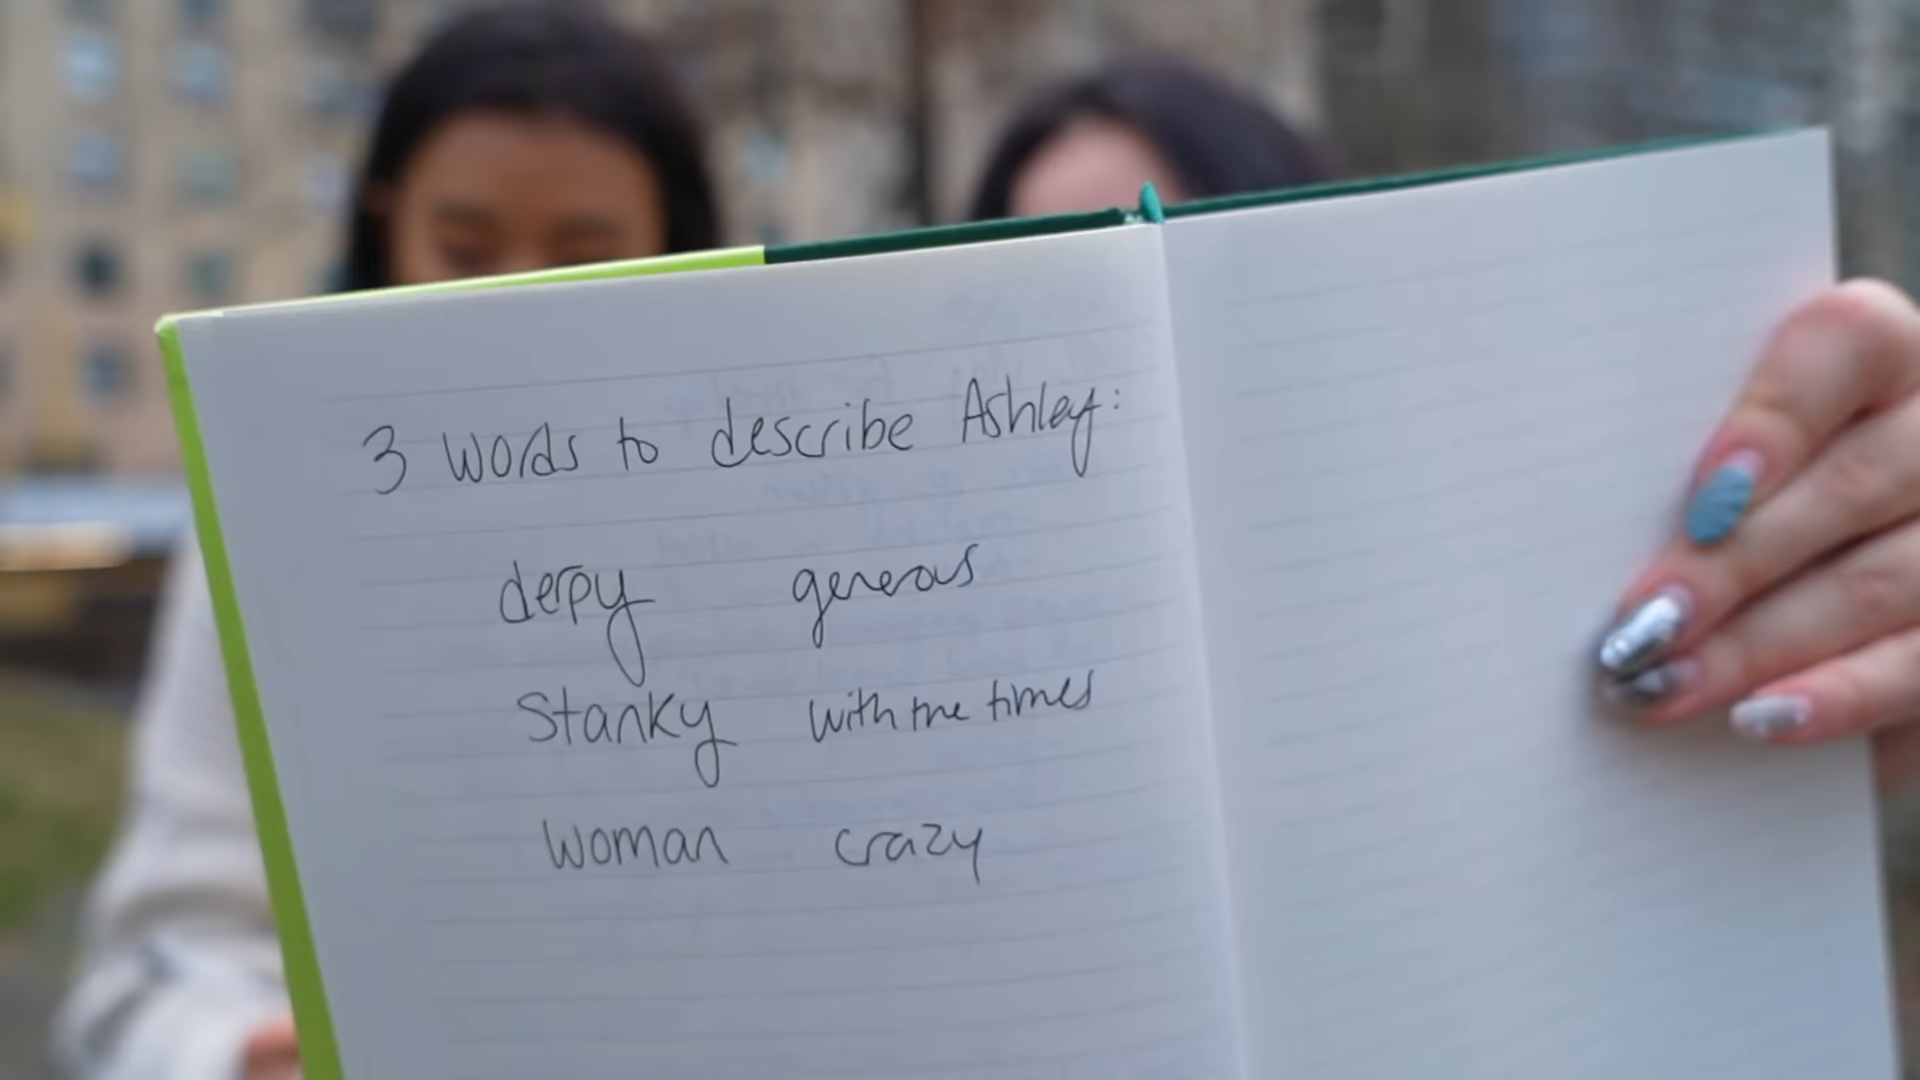 3 words to describe Ashley:
derpy generous
Stanky with the times
woman crazy